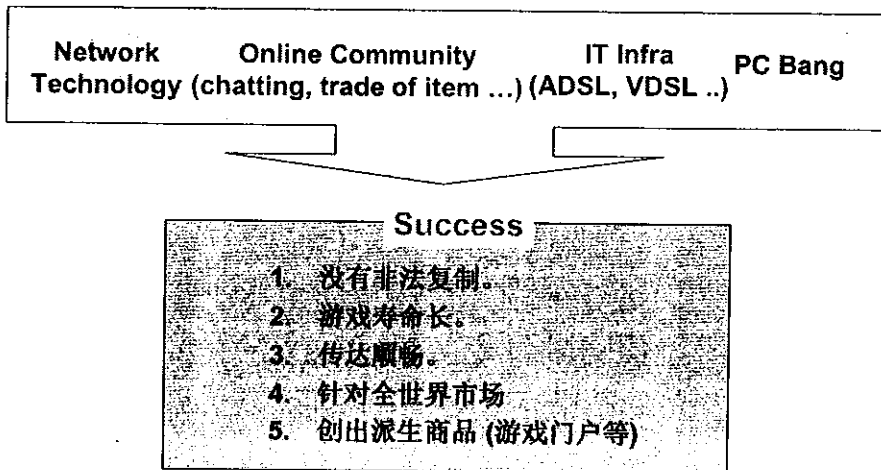 Network Online Community IT Infra PC Bang
Technology (chatting, trade of item ...) (ADSL, VDSL ..)
Success
1. 没有非法复制。
2. 游戏寿命长。
3. 传达顺畅。
4. 针对全世界市场
5. 创出派生商品 (游戏门户等)